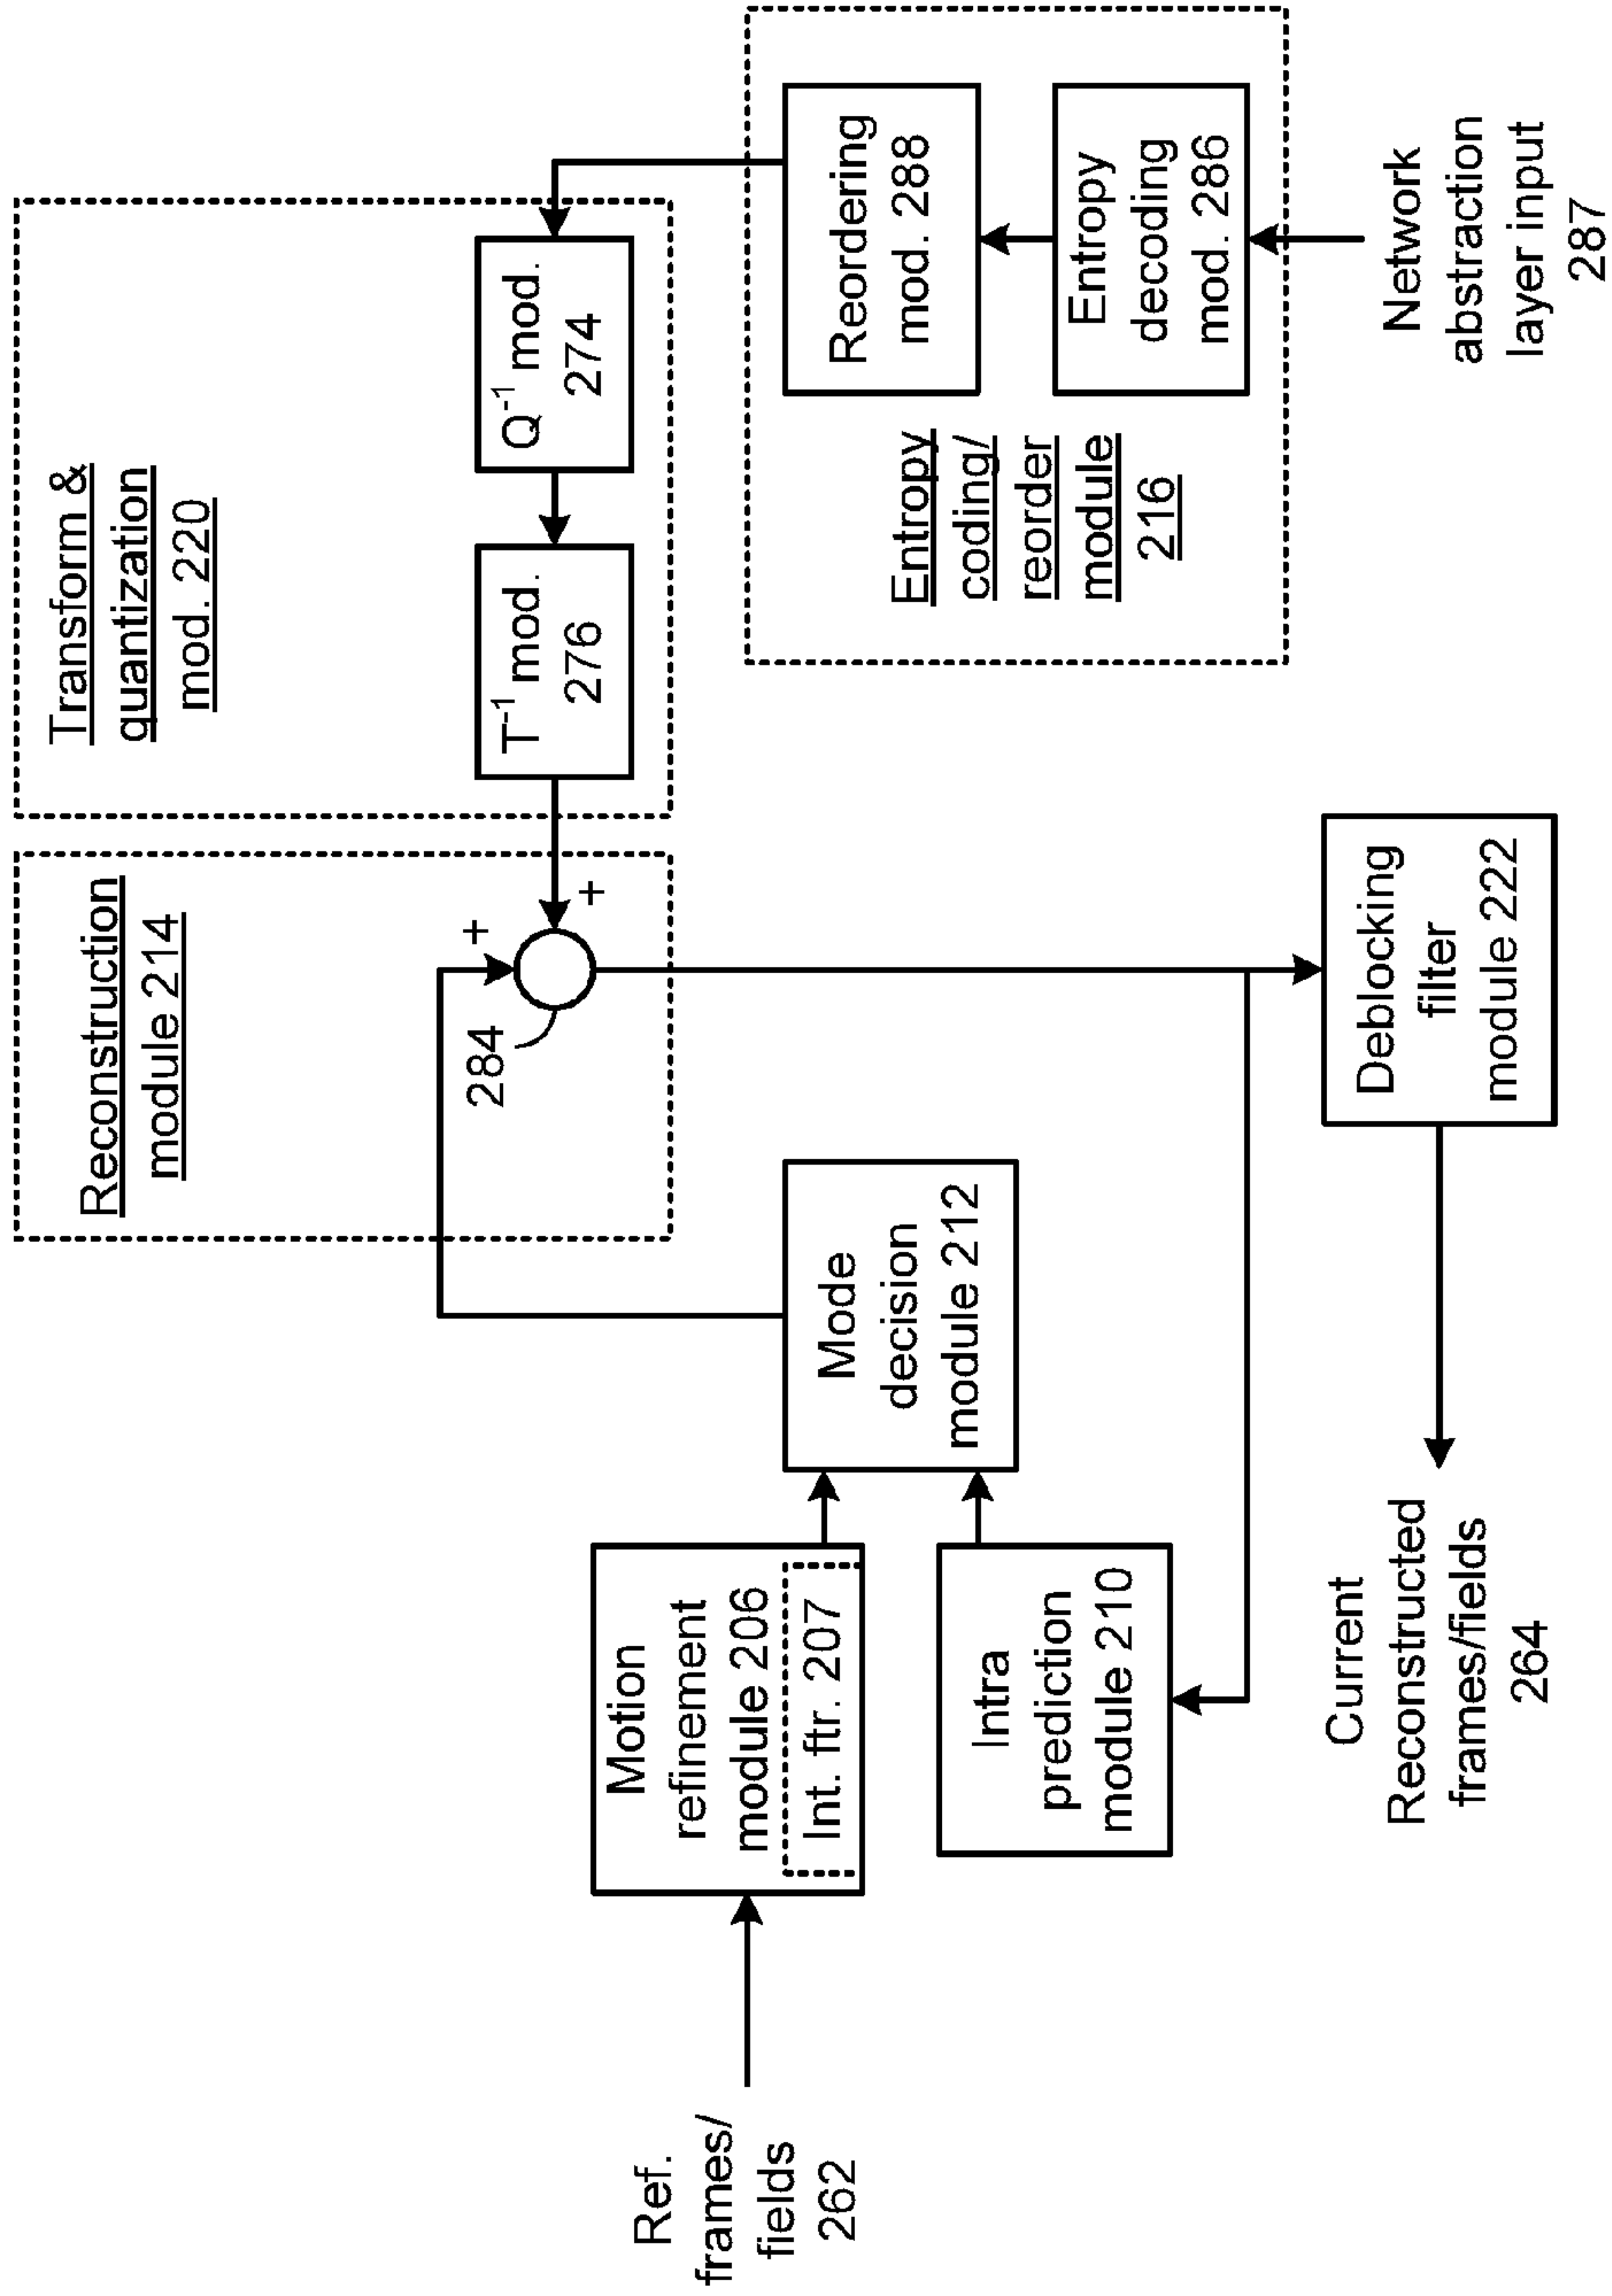 Reconstruction
module 214
Transform &
quantization
mod. 220
284
+
+
T-1 mod.
276
Q-1 mod.
274
Ref.
frames/
fields
262
Motion
refinement
module 206
Int. ftr. 207
Mode
decision
module 212
Intra
prediction
module 210
Entropy
coding/
reorder
module
216
Reordering
mod. 288
Entropy
decoding
mod. 286
Current
Reconstructed
frames/fields
264
Deblocking
filter
module 222
Network
abstraction
layer input
287